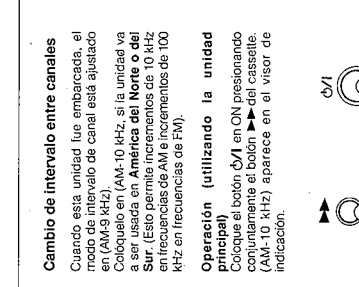 Cambio de intervalo entre canales
Cuando esta unidad fue embarcada, el
modo de intervalo de canal está ajustado
en (AM-9 kHz).
Colóquelo en (AM-10 kHz, si la unidad va
a ser usada en América del Norte o del
Sur. (Esto permite incrementos de 10 kHz
en frecuencias de AM e incrementos de 100
kHz en frecuencias de FM).
Operación (utilizando la unidad
principal)
Coloque el botón ⏻/I en ON presionando
conjuntamente el botón ►► del cassette.
(AM-10 kHz) aparece en el visor de
indicación.
►►
⏻/I